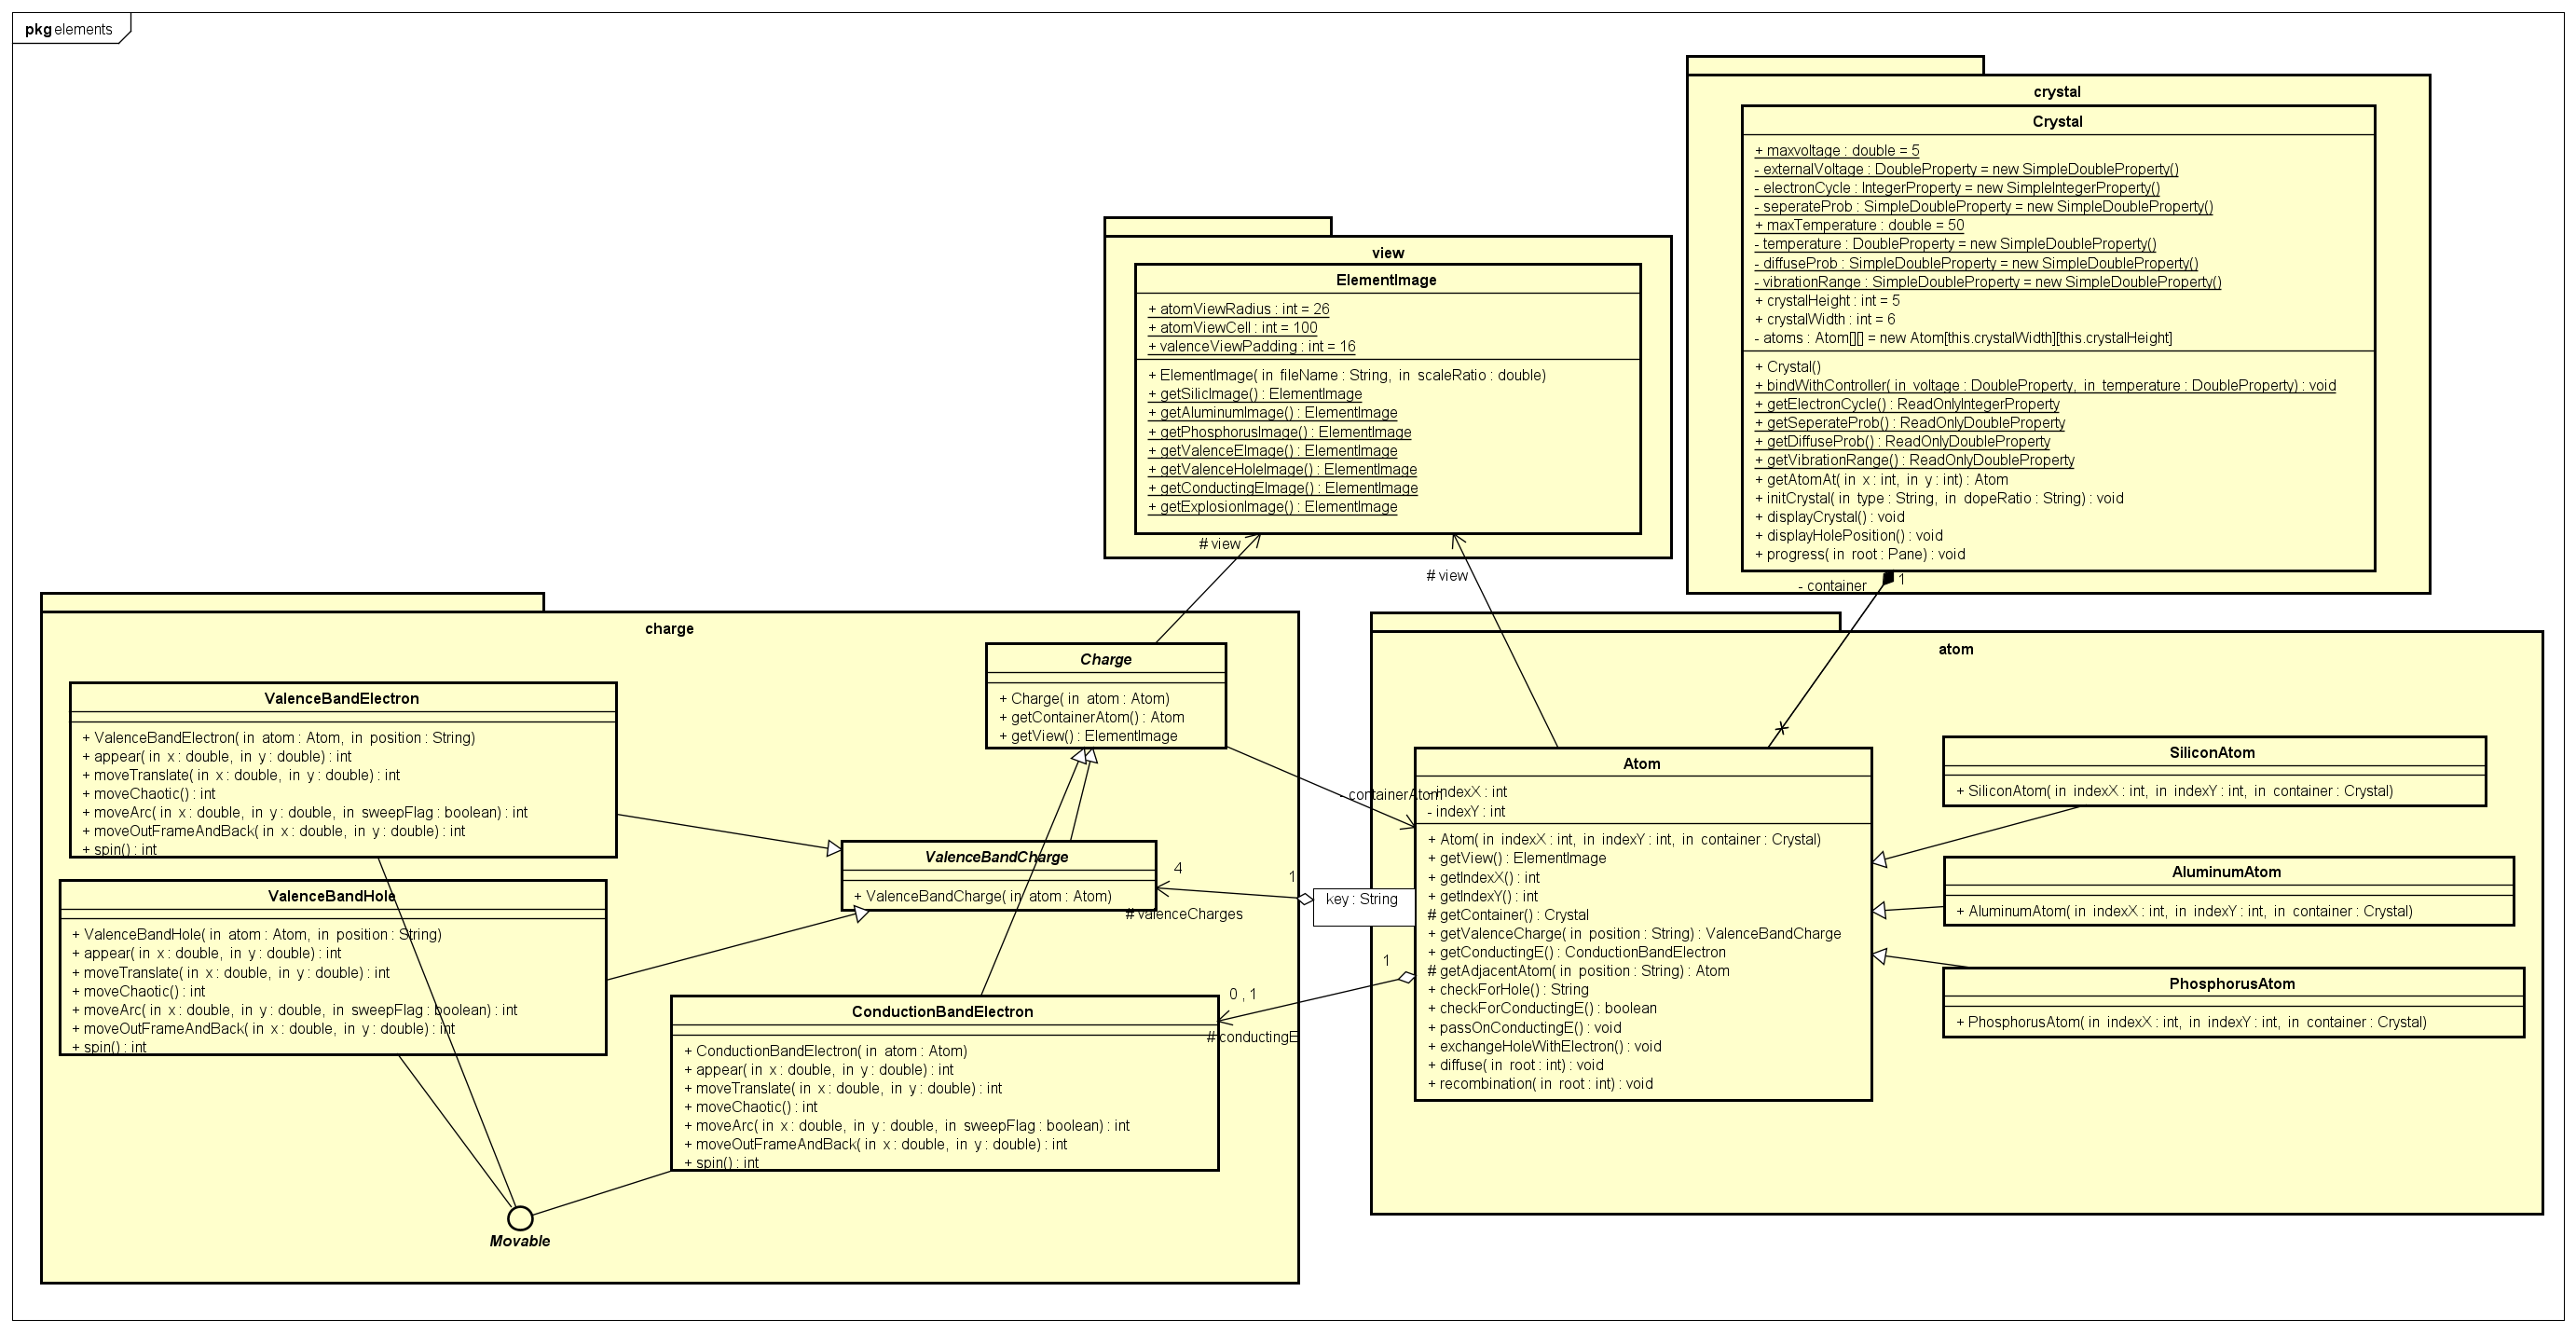 pkg elements
crystal
Crystal
+ maxvoltage : double = 5
- externalVoltage : DoubleProperty = new SimpleDoubleProperty()
- electronCycle : IntegerProperty = new SimpleIntegerProperty()
- seperateProb : SimpleDoubleProperty = new SimpleDoubleProperty()
+ maxTemperature : double = 50
- temperature : DoubleProperty = new SimpleDoubleProperty()
- diffuseProb : SimpleDoubleProperty = new SimpleDoubleProperty()
- vibrationRange : SimpleDoubleProperty = new SimpleDoubleProperty()
+ crystalHeight : int = 5
+ crystalWidth : int = 6
- atoms : Atom[][] = new Atom[this.crystalWidth][this.crystalHeight]
+ Crystal()
+ bindWithController( in voltage : DoubleProperty, in temperature : DoubleProperty) : void
+ getElectronCycle() : ReadOnlyIntegerProperty
+ getSeperateProb() : ReadOnlyDoubleProperty
+ getDiffuseProb() : ReadOnlyDoubleProperty
+ getVibrationRange() : ReadOnlyDoubleProperty
+ getAtomAt( in x : int, in y : int) : Atom
+ initCrystal( in type : String, in dopeRatio : String) : void
+ displayCrystal() : void
+ displayHolePosition() : void
+ progress( in root : Pane) : void
- container
1
view
ElementImage
+ atomViewRadius : int = 26
+ atomViewCell : int = 100
+ valenceViewPadding : int = 16
+ ElementImage( in fileName : String, in scaleRatio : double)
+ getSilicImage() : ElementImage
+ getAluminumImage() : ElementImage
+ getPhosphorusImage() : ElementImage
+ getValenceEImage() : ElementImage
+ getValenceHoleImage() : ElementImage
+ getConductingEImage() : ElementImage
+ getExplosionImage() : ElementImage
# view
# view
charge
Charge
+ Charge( in atom : Atom)
+ getContainerAtom() : Atom
+ getView() : ElementImage
- containerAtom
ValenceBandElectron
+ ValenceBandElectron( in atom : Atom, in position : String)
+ appear( in x : double, in y : double) : int
+ moveTranslate( in x : double, in y : double) : int
+ moveChaotic() : int
+ moveArc( in x : double, in y : double, in sweepFlag : boolean) : int
+ moveOutFrameAndBack( in x : double, in y : double) : int
+ spin() : int
ValenceBandCharge
+ ValenceBandCharge( in atom : Atom)
4
1
# valenceCharges
key : String
ValenceBandHole
+ ValenceBandHole( in atom : Atom, in position : String)
+ appear( in x : double, in y : double) : int
+ moveTranslate( in x : double, in y : double) : int
+ moveChaotic() : int
+ moveArc( in x : double, in y : double, in sweepFlag : boolean) : int
+ moveOutFrameAndBack( in x : double, in y : double) : int
+ spin() : int
ConductionBandElectron
+ ConductionBandElectron( in atom : Atom)
+ appear( in x : double, in y : double) : int
+ moveTranslate( in x : double, in y : double) : int
+ moveChaotic() : int
+ moveArc( in x : double, in y : double, in sweepFlag : boolean) : int
+ moveOutFrameAndBack( in x : double, in y : double) : int
+ spin() : int
1
0 , 1
# conductingE
Movable
atom
Atom
- indexX : int
- indexY : int
+ Atom( in indexX : int, in indexY : int, in container : Crystal)
+ getView() : ElementImage
+ getIndexX() : int
+ getIndexY() : int
# getContainer() : Crystal
+ getValenceCharge( in position : String) : ValenceBandCharge
+ getConductingE() : ConductionBandElectron
# getAdjacentAtom( in position : String) : Atom
+ checkForHole() : String
+ checkForConductingE() : boolean
+ passOnConductingE() : void
+ exchangeHoleWithElectron() : void
+ diffuse( in root : int) : void
+ recombination( in root : int) : void
SiliconAtom
+ SiliconAtom( in indexX : int, in indexY : int, in container : Crystal)
AluminumAtom
+ AluminumAtom( in indexX : int, in indexY : int, in container : Crystal)
PhosphorusAtom
+ PhosphorusAtom( in indexX : int, in indexY : int, in container : Crystal)